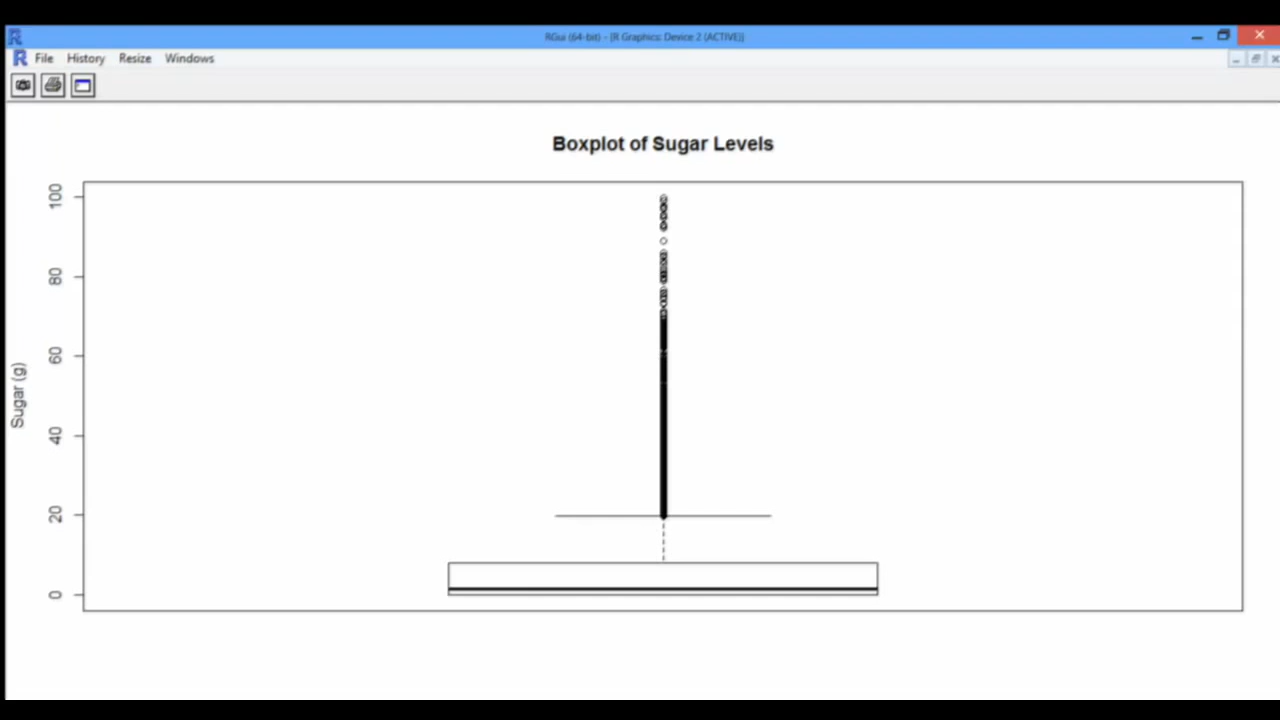 RGui (64-bit) - [R Graphics: Device 2 (ACTIVE)]
File History Resize Windows
Boxplot of Sugar Levels
100
80
60
40
20
0
Sugar (g)